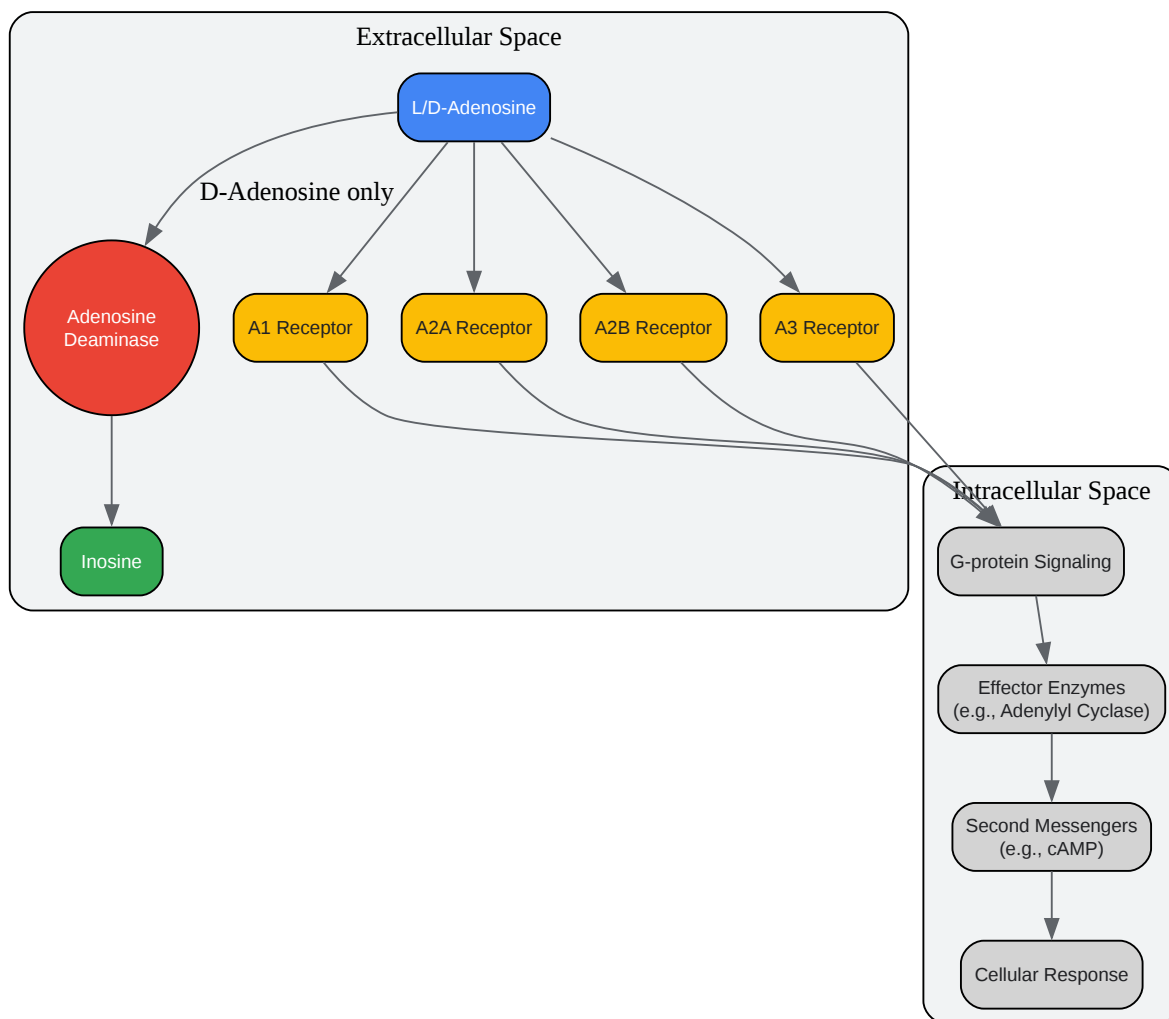 Extracellular Space
L/D-Adenosine
D-Adenosine only
Adenosine
Deaminase
A1 Receptor
A2A Receptor
A2B Receptor
A3 Receptor
Inosine
Intracellular Space
G-protein Signaling
Effector Enzymes
(e.g., Adenylyl Cyclase)
Second Messengers
(e.g., cAMP)
Cellular Response